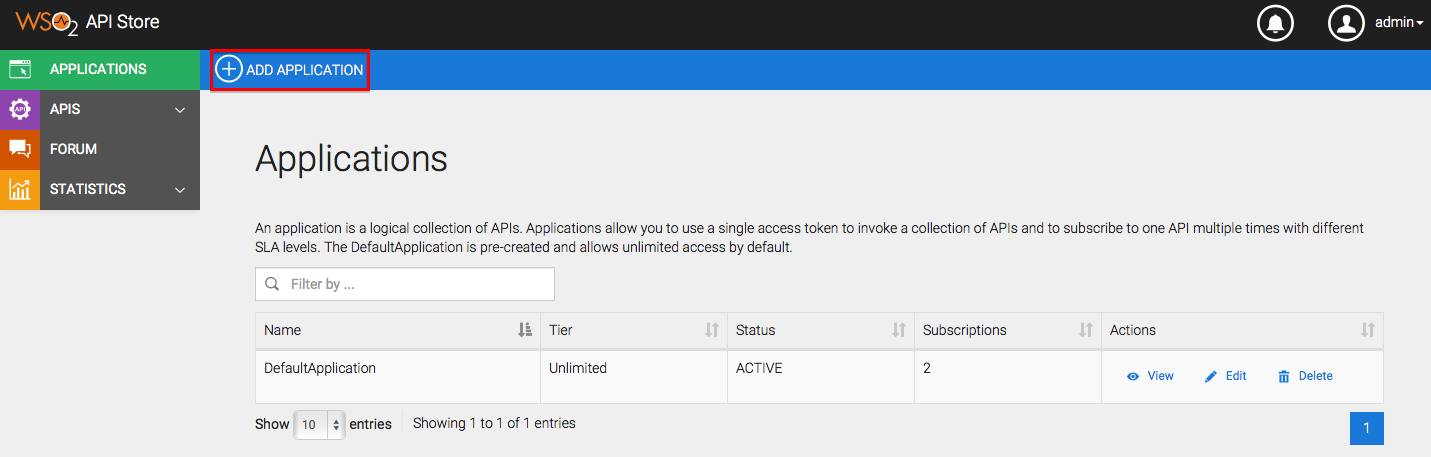 WSO2 API Store
admin
APPLICATIONS
ADD APPLICATION
API
APIS
FORUM
STATISTICS
Applications
An application is a logical collection of APIs. Applications allow you to use a single access token to invoke a collection of APIs and to subscribe to one API multiple times with different
SLA levels. The DefaultApplication is pre-created and allows unlimited access by default.
Filter by ...
Name Tier Status Subscriptions Actions
DefaultApplication Unlimited ACTIVE 2 View Edit Delete
Show 10 entries Showing 1 to 1 of 1 entries 1